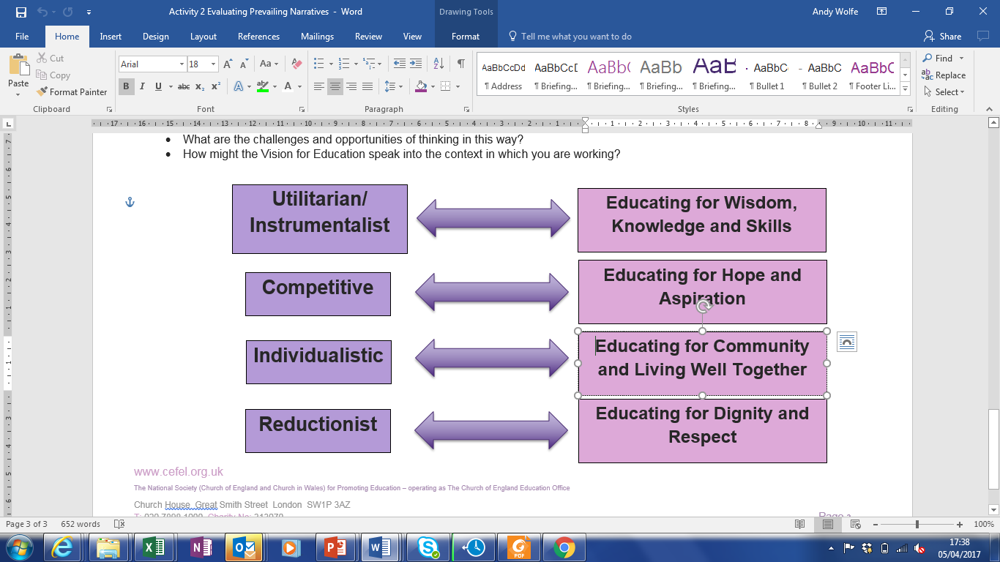 Activity 2 Evaluating Prevailing Narratives - Word
Drawing Tools
Andy Wolfe
File Home Insert Design Layout References Mailings Review View Format Tell me what you want to do Share
Paste
Cut
Copy
Format Painter
Clipboard
Arial 18
Font
Paragraph
AaBbCcDd AaBbCcD AaBb( AaBb AaB AaBbC AaBbC AaBbC
¶ Address ¶ Briefing... ¶ Briefing... ¶ Briefing... ¶ Bullet 1 ¶ Bullet 2 ¶ Footer Li...
Styles
Find
Replace
Select
Editing
• What are the challenges and opportunities of thinking in this way?
• How might the Vision for Education speak into the context in which you are working?
Utilitarian/
Instrumentalist
Educating for Wisdom,
Knowledge and Skills
Competitive
Educating for Hope and
Aspiration
Individualistic
Educating for Community
and Living Well Together
Reductionist
Educating for Dignity and
Respect
www.cefel.org.uk
The National Society (Church of England and Church in Wales) for Promoting Education – operating as The Church of England Education Office
Church House Great Smith Street London SW1P 3AZ
Page 3 of 3 652 words
100%
17:38
05/04/2017